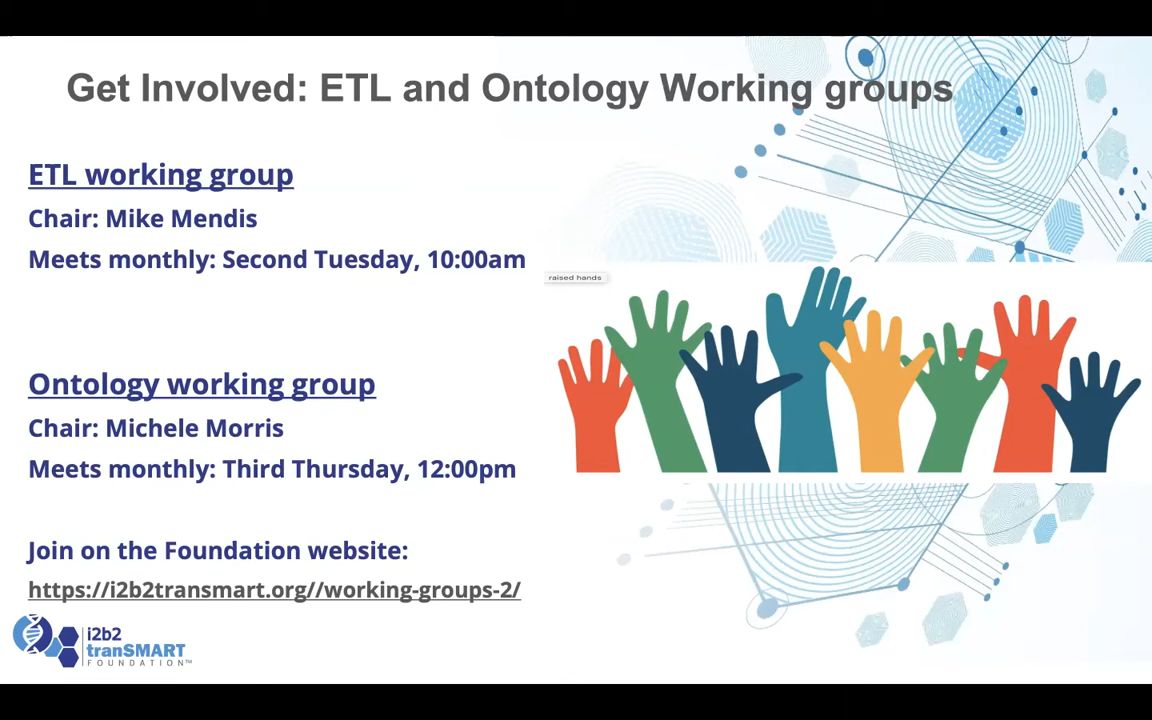 Get Involved: ETL and Ontology Working groups
ETL working group
Chair: Mike Mendis
Meets monthly: Second Tuesday, 10:00am
raised hands
Ontology working group
Chair: Michele Morris
Meets monthly: Third Thursday, 12:00pm
Join on the Foundation website:
https://i2b2transmart.org//working-groups-2/
i2b2
tranSMART
FOUNDATION™